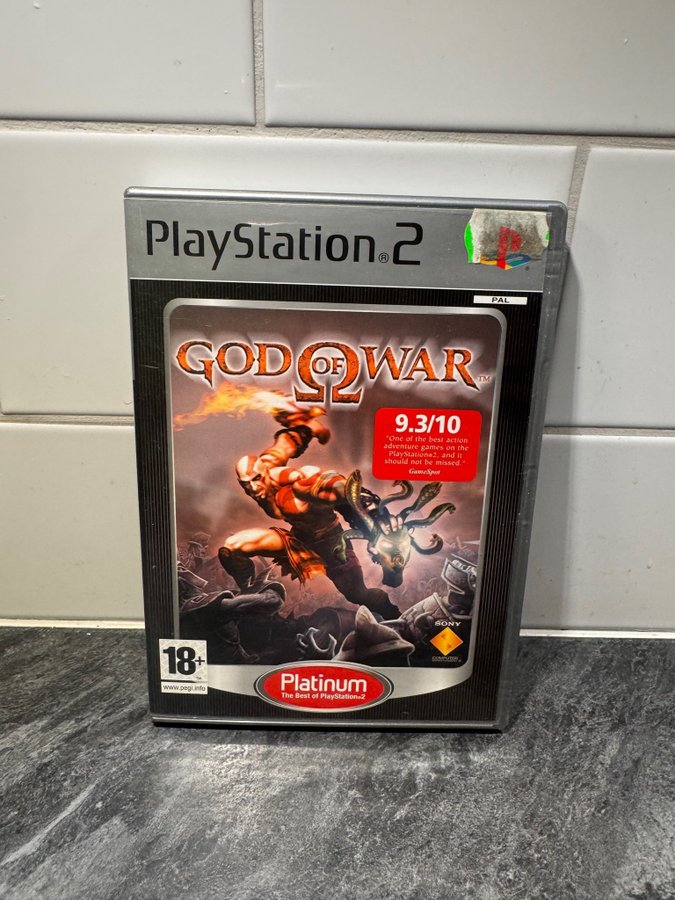 PlayStation®2
PAL
GOD OF WAR™
9.3/10
"One of the best action
adventure games on the
PlayStation®2, and it
should not be missed."
GameSpot
SONY
COMPUTER
ENTERTAINMENT
18+
www.pegi.info
Platinum
The Best of PlayStation®2